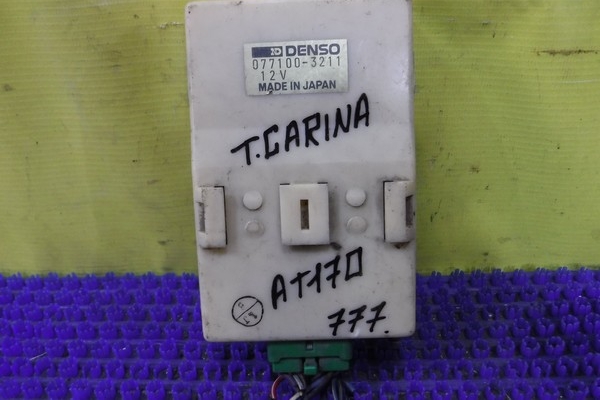 DENSO
077100-3211
12V
MADE IN JAPAN
T.CARINA
AT170
777.